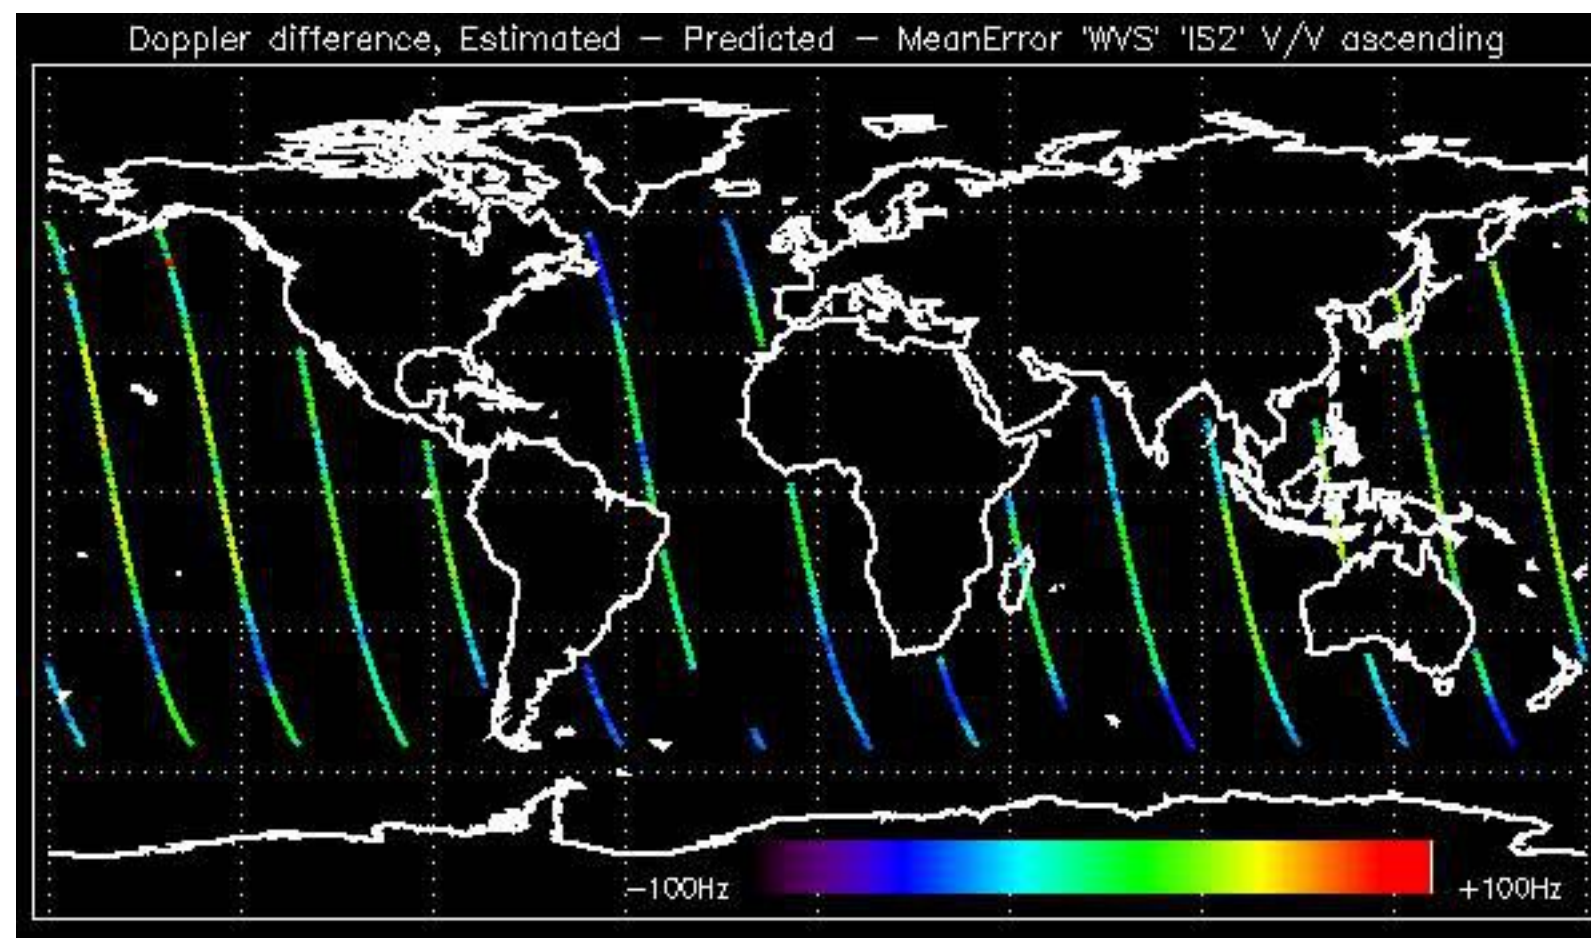 Doppler difference, Estimated – Predicted – MeanError 'WVS' 'IS2' V/V ascending
–100Hz
+100Hz